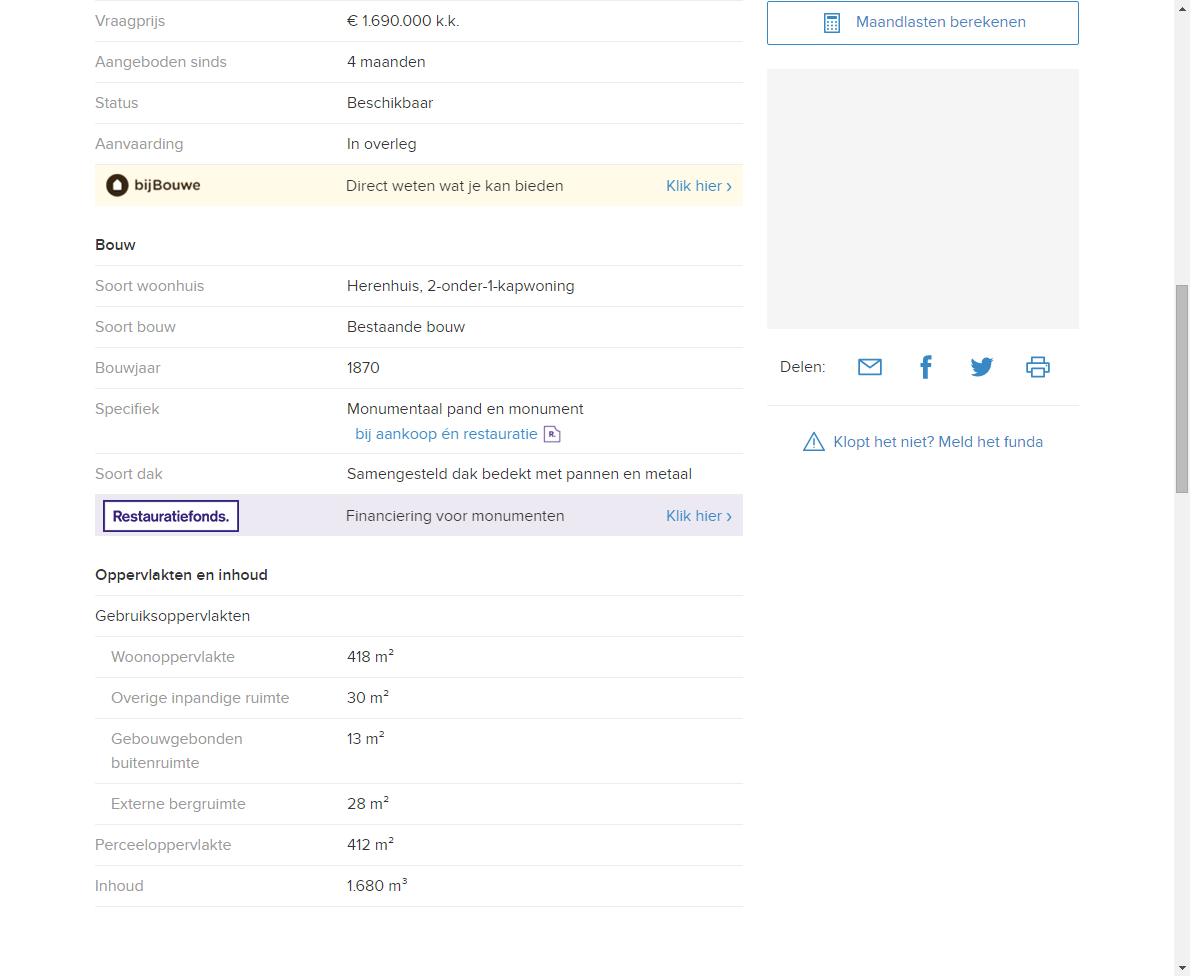 Vraagprijs € 1.690.000 k.k.
Aangeboden sinds 4 maanden
Status Beschikbaar
Aanvaarding In overleg
bijBouwe Direct weten wat je kan bieden Klik hier ›
Bouw
Soort woonhuis Herenhuis, 2-onder-1-kapwoning
Soort bouw Bestaande bouw
Bouwjaar 1870
Specifiek Monumentaal pand en monument
bij aankoop én restauratie R.
Soort dak Samengesteld dak bedekt met pannen en metaal
Restauratiefonds. Financiering voor monumenten Klik hier ›
Oppervlakten en inhoud
Gebruiksoppervlakten
Woonoppervlakte 418 m²
Overige inpandige ruimte 30 m²
Gebouwgebonden 13 m²
buitenruimte
Externe bergruimte 28 m²
Perceeloppervlakte 412 m²
Inhoud 1.680 m³
Maandlasten berekenen
Delen:
Klopt het niet? Meld het funda